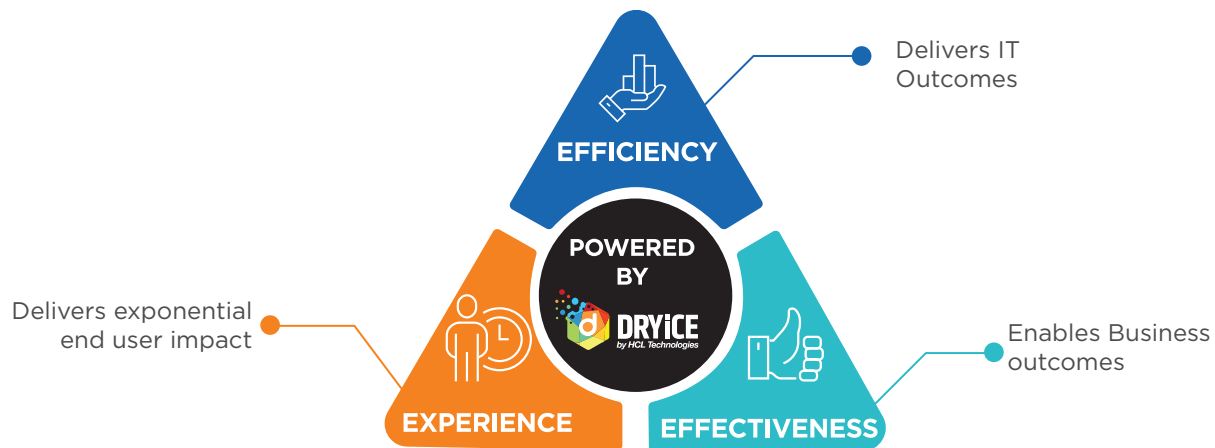 Delivers IT
Outcomes
EFFICIENCY
POWERED
BY
d
DRYiCE
by HCL Technologies
Delivers exponential
end user impact
EXPERIENCE
Enables Business
outcomes
EFFECTIVENESS